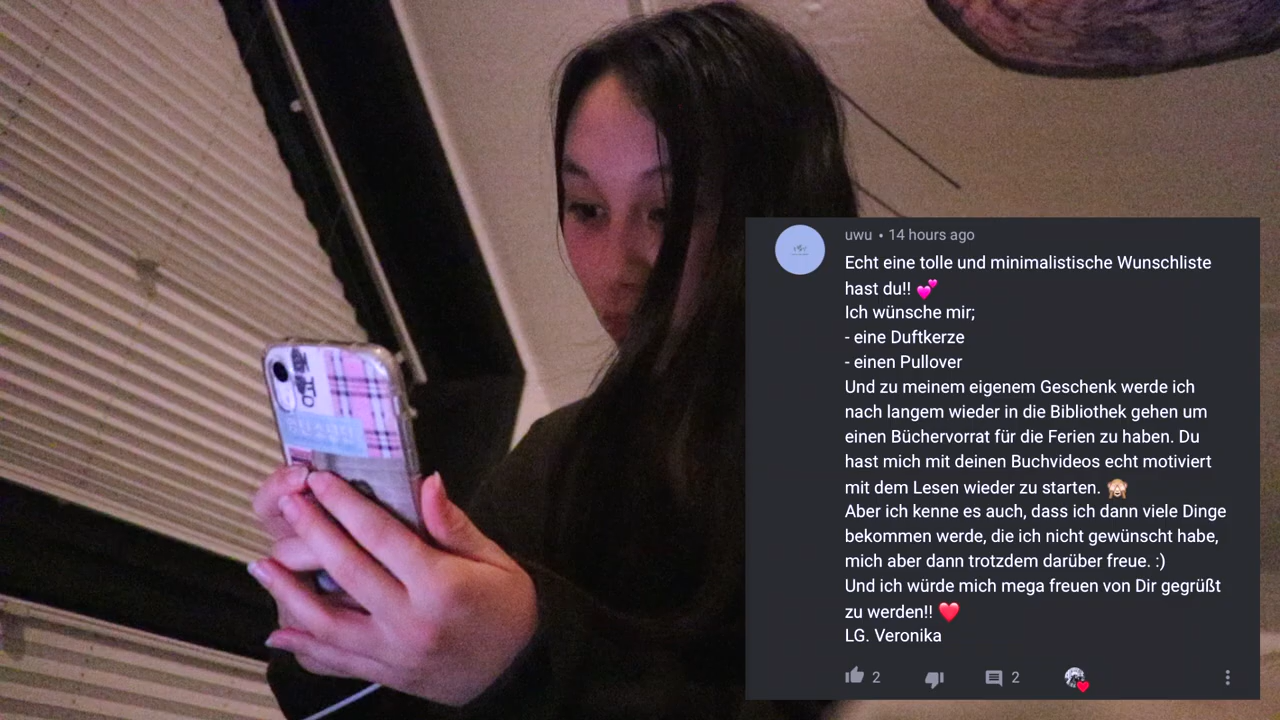 uwu • 14 hours ago
Echt eine tolle und minimalistische Wunschliste
hast du!! 💕
Ich wünsche mir;
- eine Duftkerze
- einen Pullover
Und zu meinem eigenem Geschenk werde ich
nach langem wieder in die Bibliothek gehen um
einen Büchervorrat für die Ferien zu haben. Du
hast mich mit deinen Buchvideos echt motiviert
mit dem Lesen wieder zu starten. 🙈
Aber ich kenne es auch, dass ich dann viele Dinge
bekommen werde, die ich nicht gewünscht habe,
mich aber dann trotzdem darüber freue. :)
Und ich würde mich mega freuen von Dir gegrüßt
zu werden!! ❤️
LG. Veronika
2 2